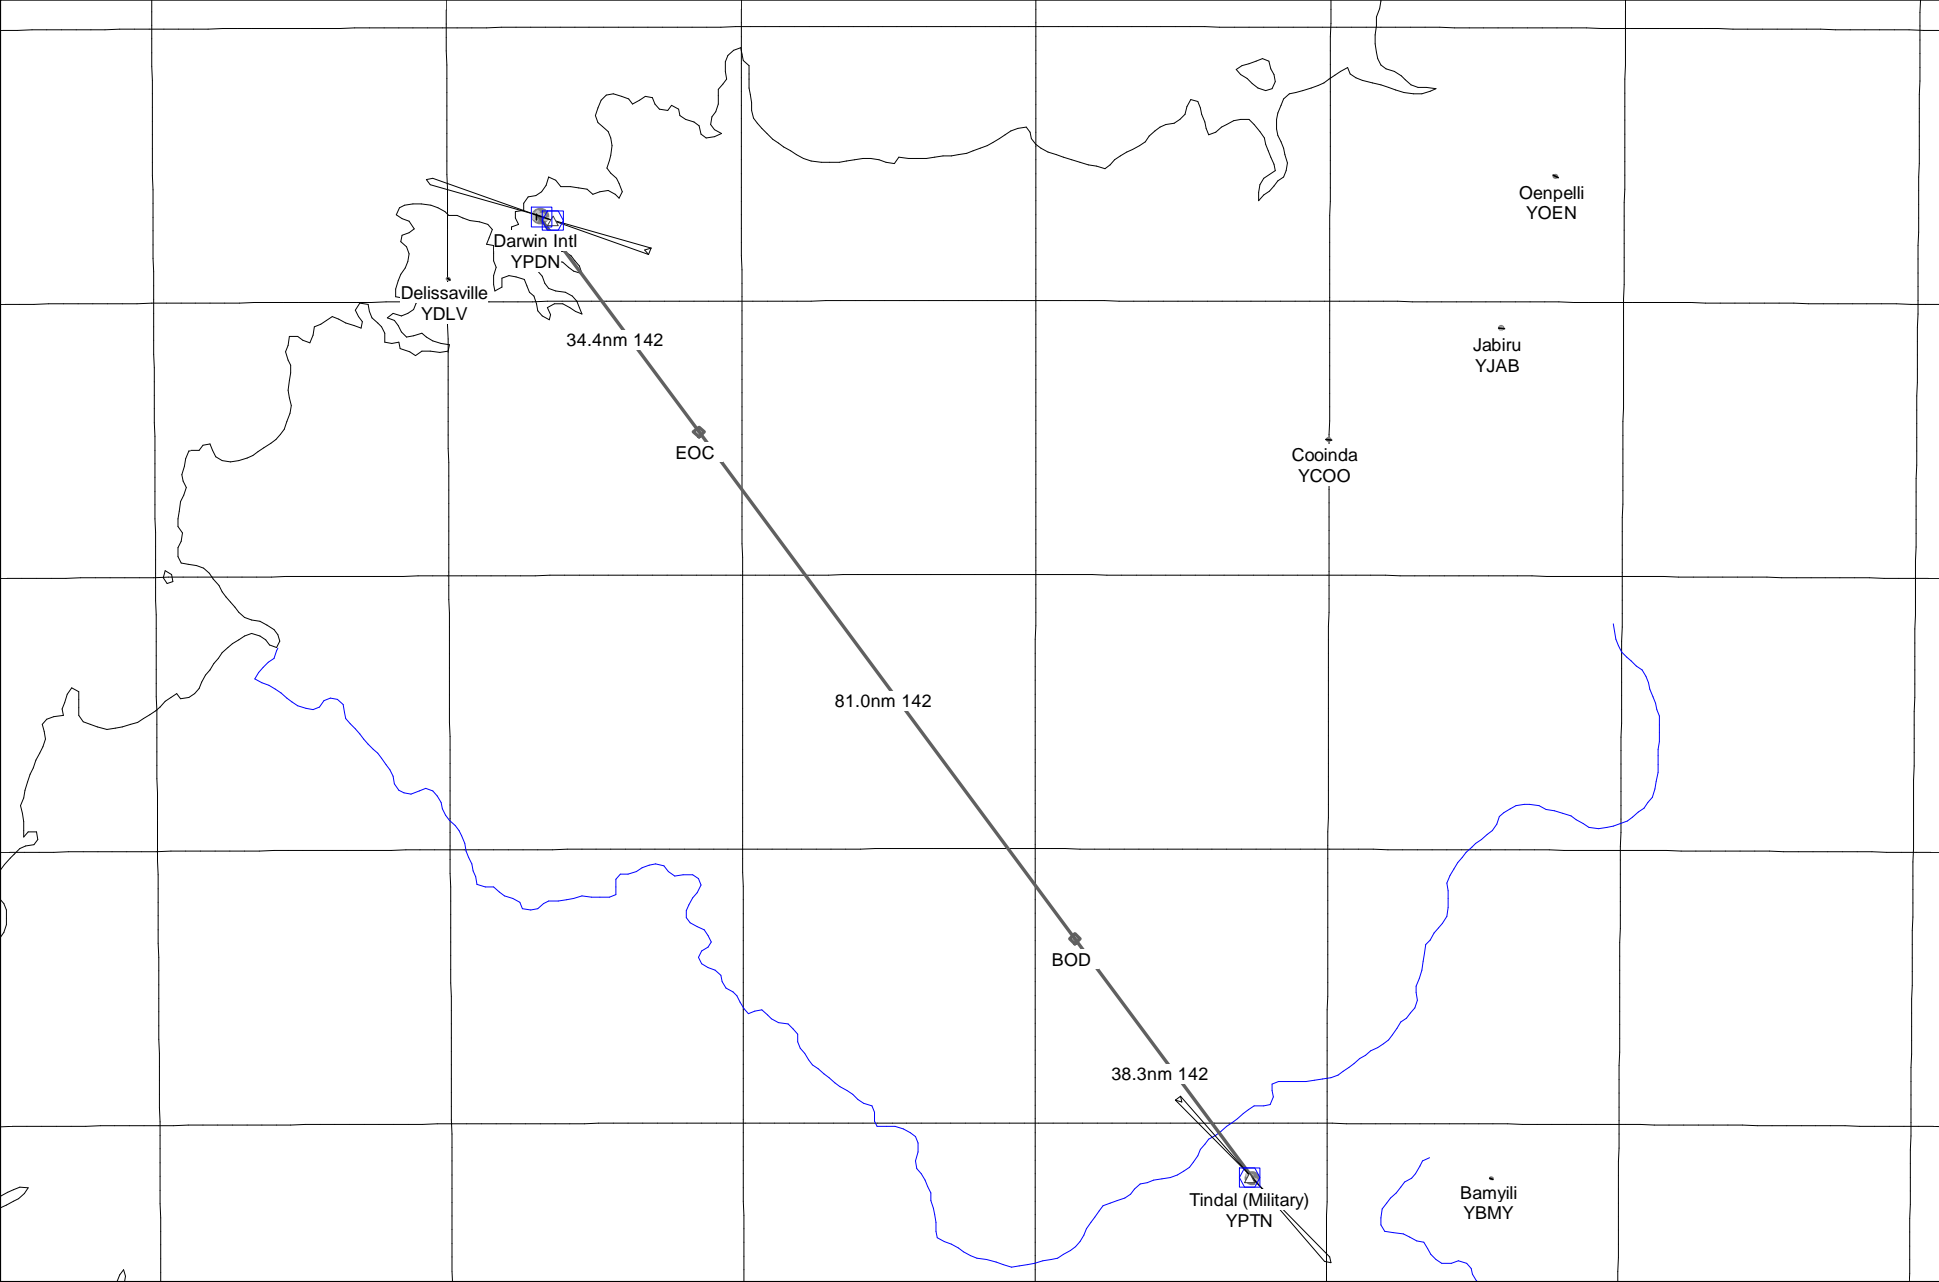 Oenpelli
YOEN
Darwin Intl
YPDN
Delissaville
YDLV
34.4nm 142
Jabiru
YJAB
EOC
Cooinda
YCOO
81.0nm 142
BOD
38.3nm 142
Tindal (Military)
YPTN
Bamyili
YBMY